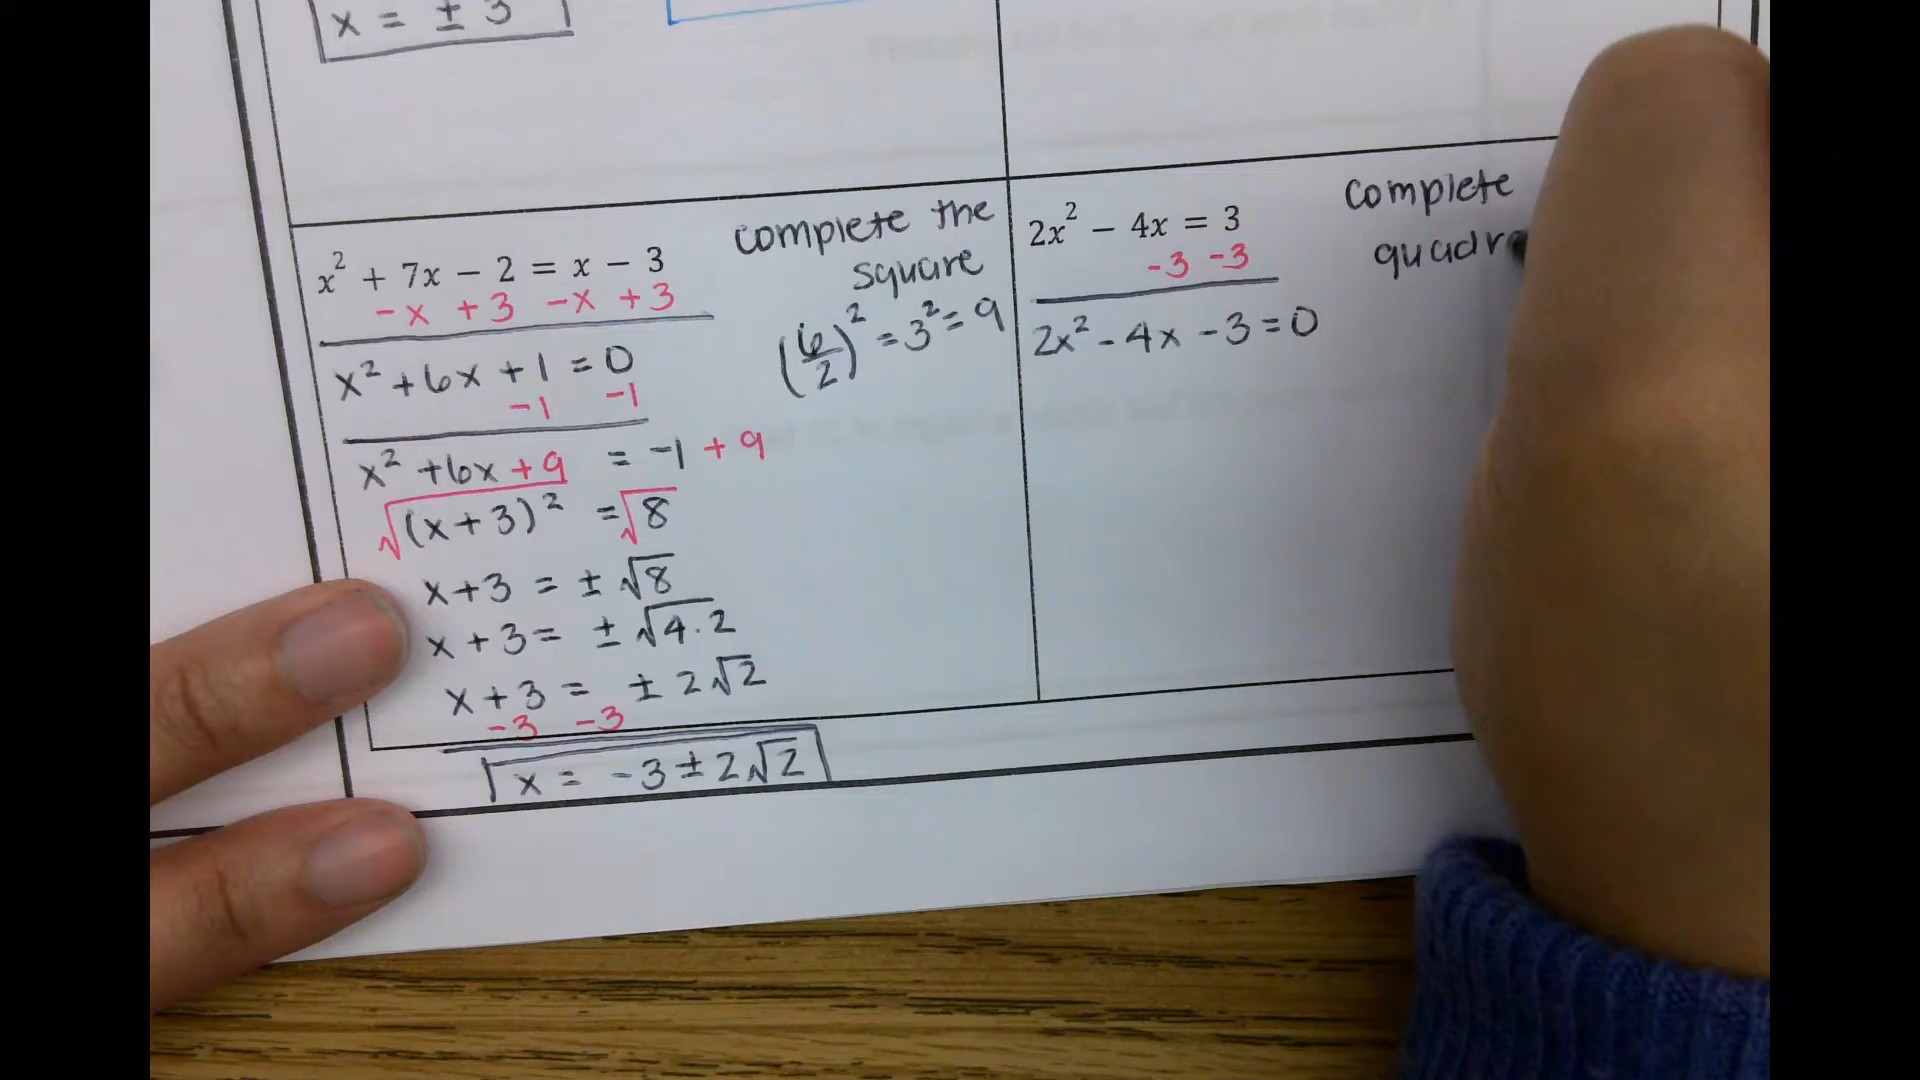 x = ± 3
x² + 7x − 2 = x − 3
-x +3 -x +3
x² + 6x + 1 = 0
-1 -1
x² + 6x + 9 = -1 + 9
√(x + 3)² = √8
x + 3 = ± √8
x + 3 = ± √4·2
x + 3 = ± 2√2
-3 -3
x = -3 ± 2√2
complete the
square
(6/2)² = 3² = 9
2x² − 4x = 3
-3 -3
2x² - 4x - 3 = 0
complete
quadr